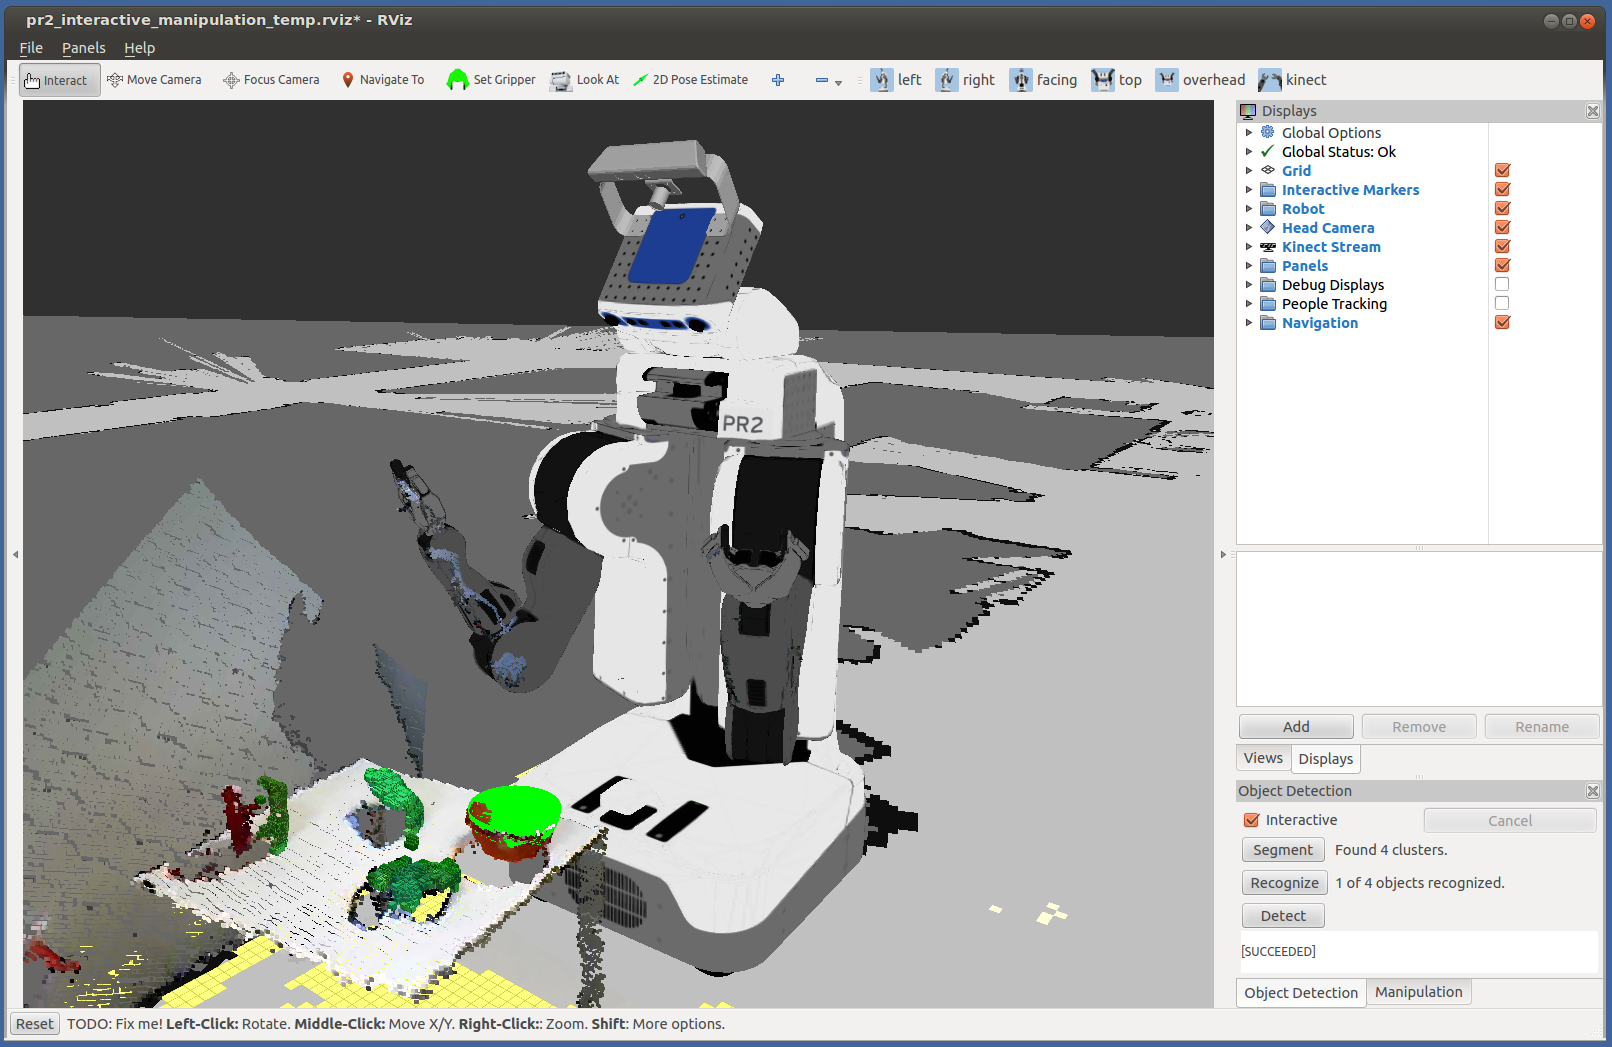 pr2_interactive_manipulation_temp.rviz* - RViz
File Panels Help
Interact Move Camera Focus Camera Navigate To Set Gripper Look At 2D Pose Estimate left right facing top overhead kinect
Displays
Global Options
Global Status: Ok
Grid
Interactive Markers
Robot
Head Camera
Kinect Stream
Panels
Debug Displays
People Tracking
Navigation
PR2
Add Remove Rename
Views Displays
Object Detection
Interactive Cancel
Segment Found 4 clusters.
Recognize 1 of 4 objects recognized.
Detect
[SUCCEEDED]
Object Detection Manipulation
Reset TODO: Fix me! Left-Click: Rotate. Middle-Click: Move X/Y. Right-Click:: Zoom. Shift: More options.